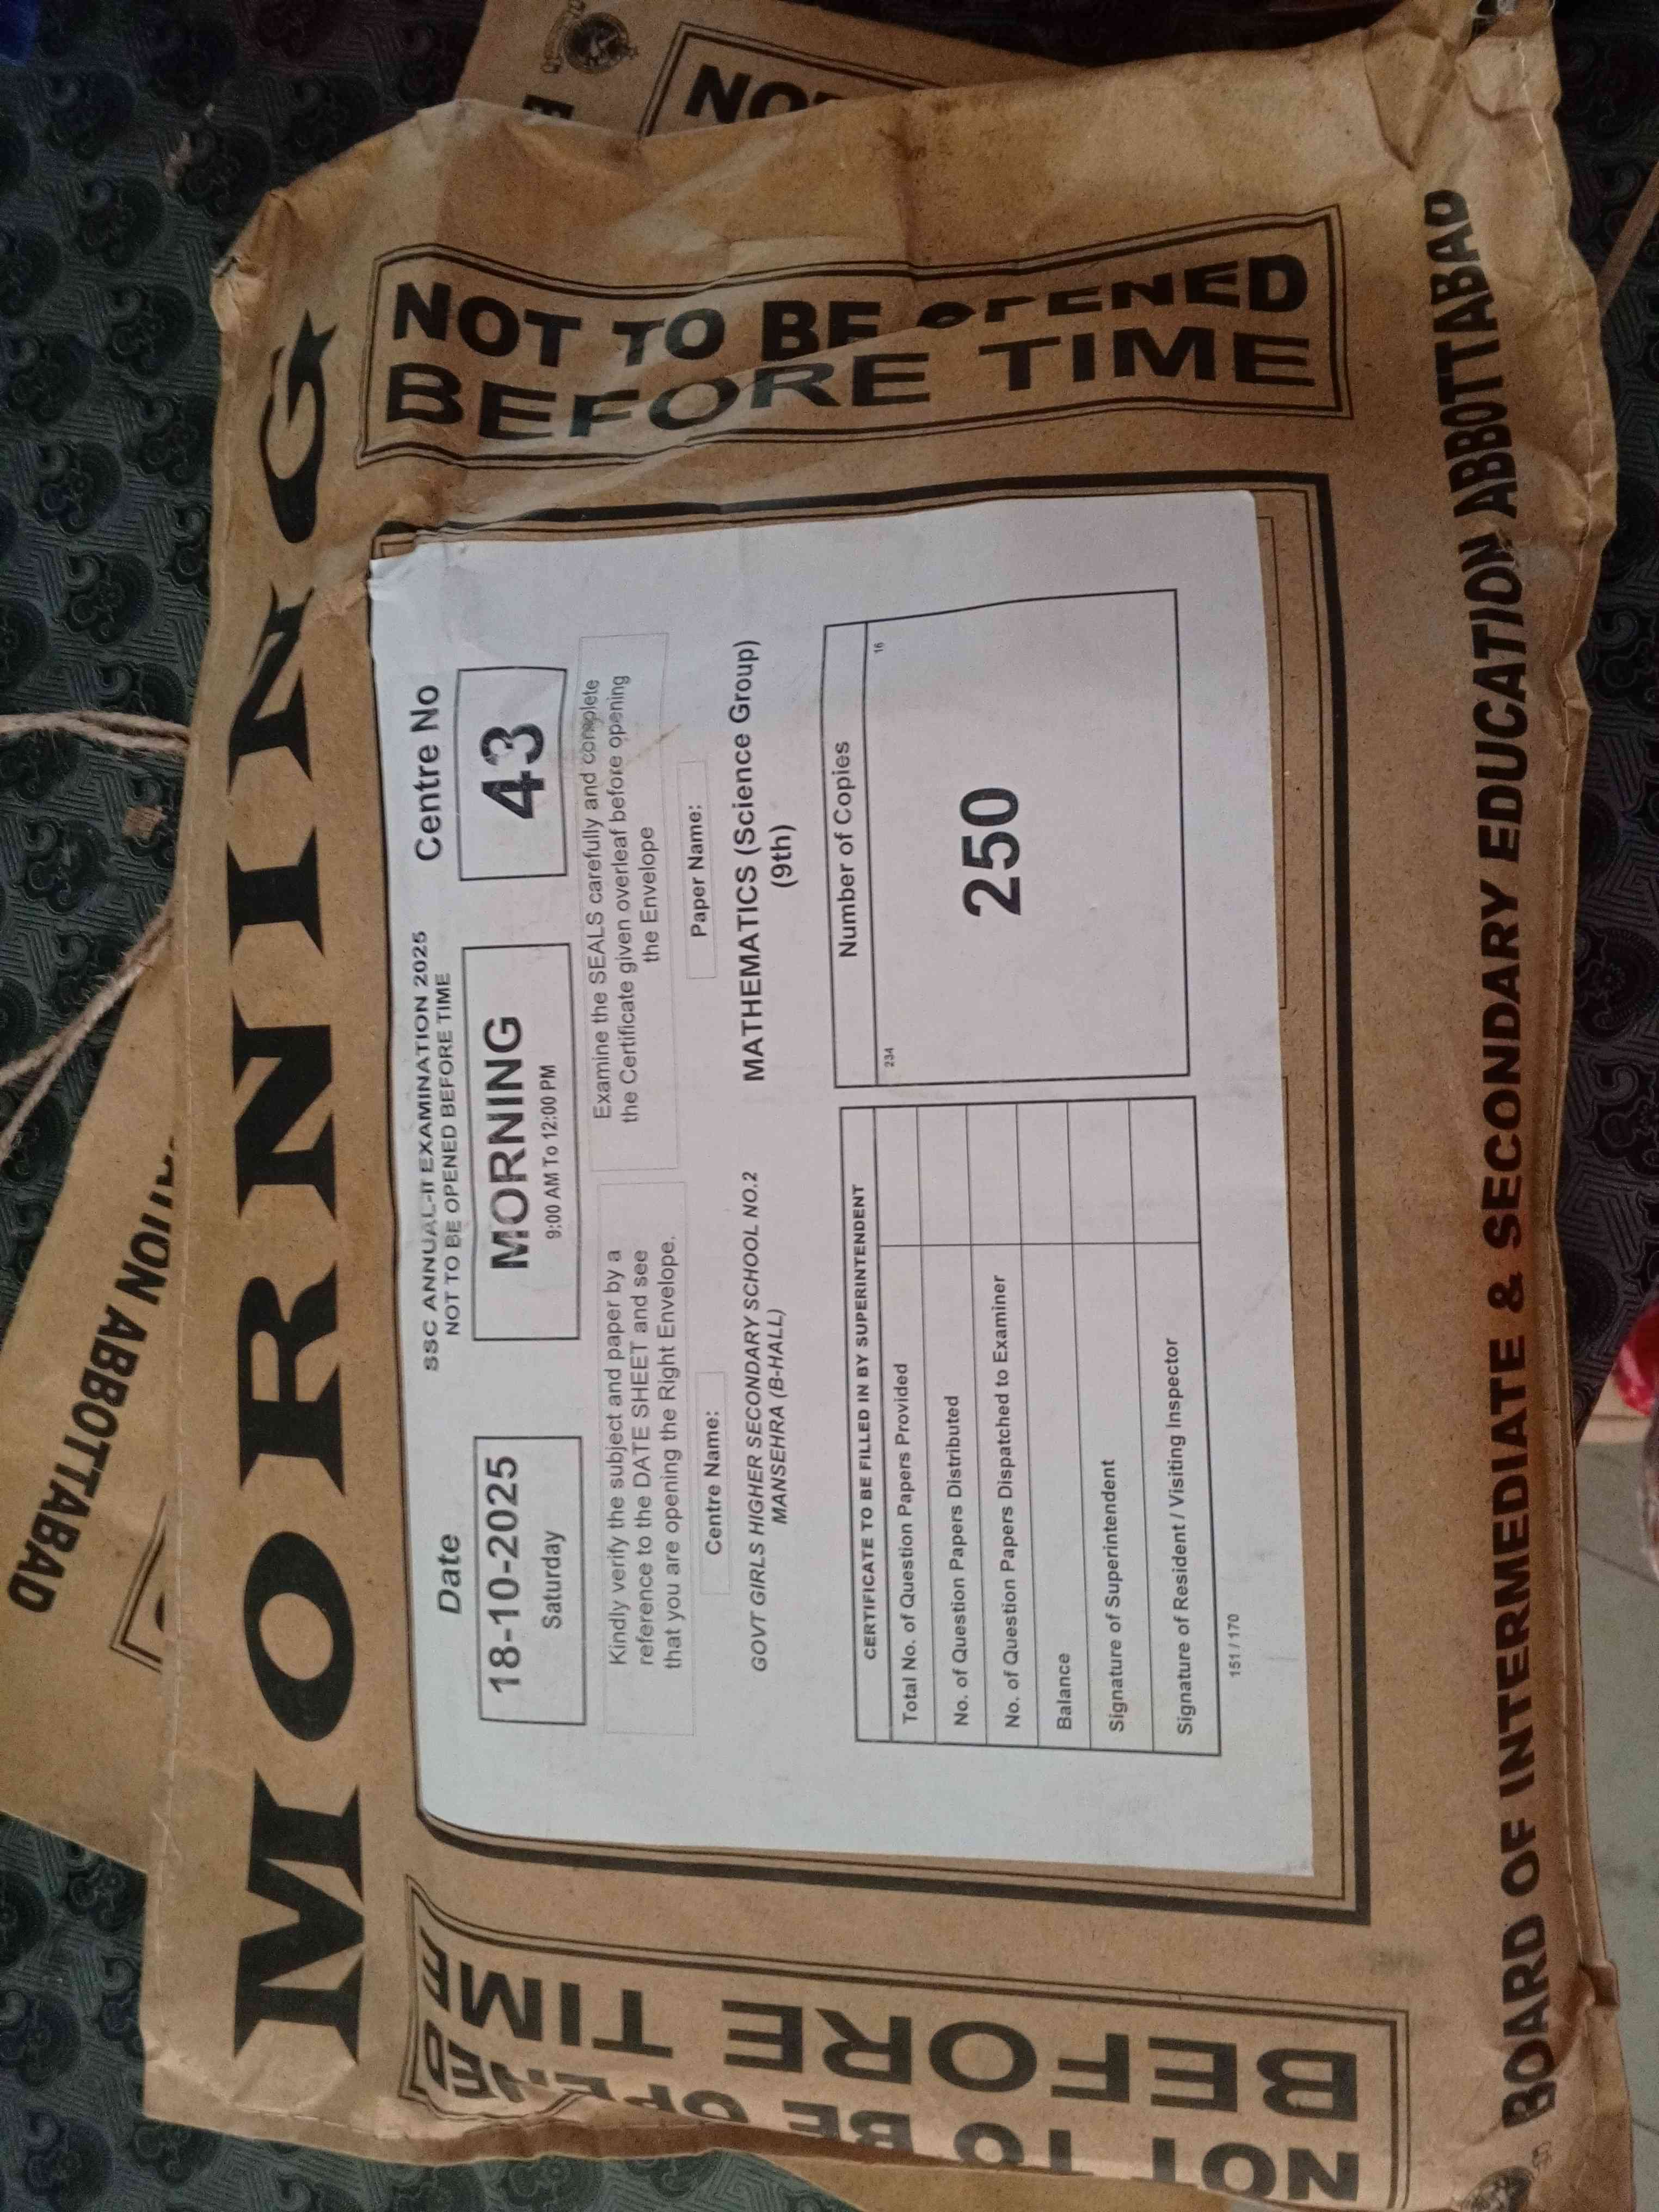 MORNING
NOT TO BE OPENED
BEFORE TIME
NOT TO BE OPENED
BEFORE TIME
SSC ANNUAL-II EXAMINATION 2025
NOT TO BE OPENED BEFORE TIME
Date
18-10-2025
Saturday
MORNING
9:00 AM To 12:00 PM
Centre No
43
Kindly verify the subject and paper by a
reference to the DATE SHEET and see
that you are opening the Right Envelope.
Examine the SEALS carefully and complete
the Certificate given overleaf before opening
the Envelope
Centre Name:
GOVT GIRLS HIGHER SECONDARY SCHOOL NO.2
MANSEHRA (B-HALL)
Paper Name:
MATHEMATICS (Science Group)
(9th)
CERTIFICATE TO BE FILLED IN BY SUPERINTENDENT
Total No. of Question Papers Provided
No. of Question Papers Distributed
No. of Question Papers Dispatched to Examiner
Balance
Signature of Superintendent
Signature of Resident / Visiting Inspector
Number of Copies
234
16
250
151 / 170
BOARD OF INTERMEDIATE & SECONDARY EDUCATION ABBOTTABAD
ABBOTTABAD